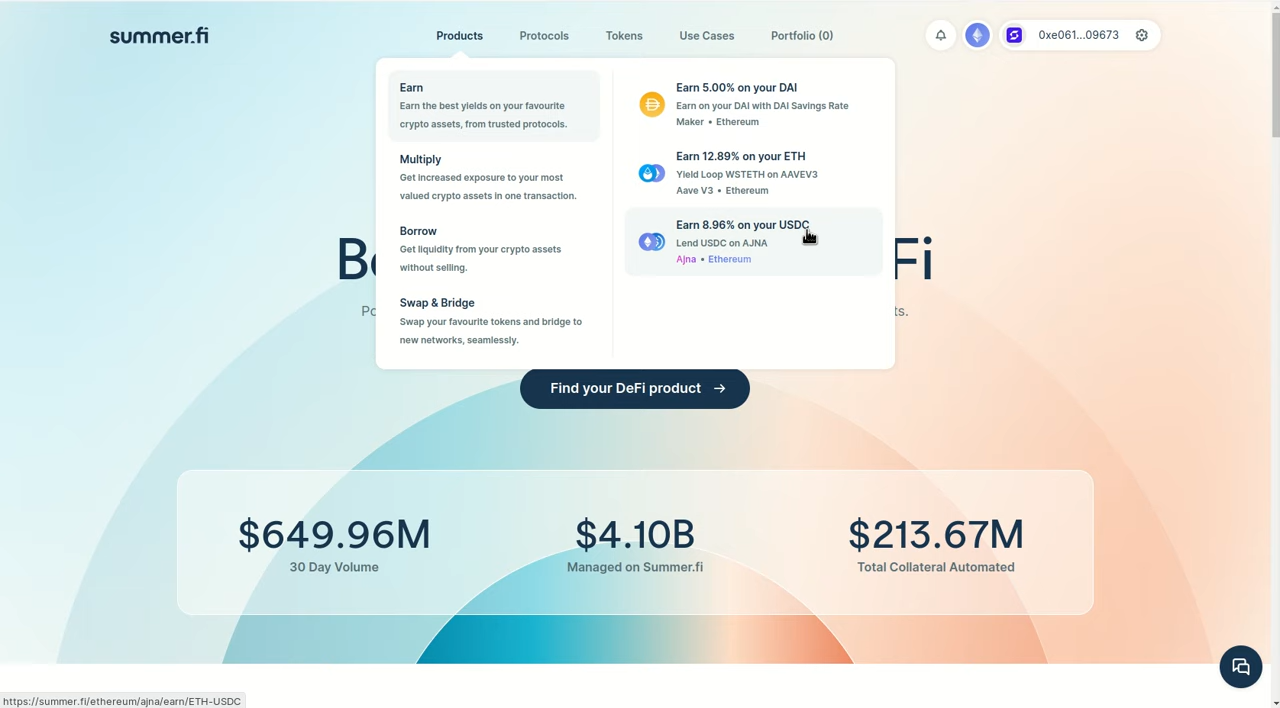 summer.fi
Products
Protocols
Tokens
Use Cases
Portfolio (0)
0xe061...09673
Earn
Earn the best yields on your favourite
crypto assets, from trusted protocols.
Multiply
Get increased exposure to your most
valued crypto assets in one transaction.
Borrow
Get liquidity from your crypto assets
without selling.
Swap & Bridge
Swap your favourite tokens and bridge to
new networks, seamlessly.
Earn 5.00% on your DAI
Earn on your DAI with DAI Savings Rate
Maker • Ethereum
Earn 12.89% on your ETH
Yield Loop WSTETH on AAVEV3
Aave V3 • Ethereum
Earn 8.96% on your USDC
Lend USDC on AJNA
Ajna • Ethereum
Fi
Find your DeFi product →
$649.96M
30 Day Volume
$4.10B
Managed on Summer.fi
$213.67M
Total Collateral Automated
https://summer.fi/ethereum/ajna/earn/ETH-USDC